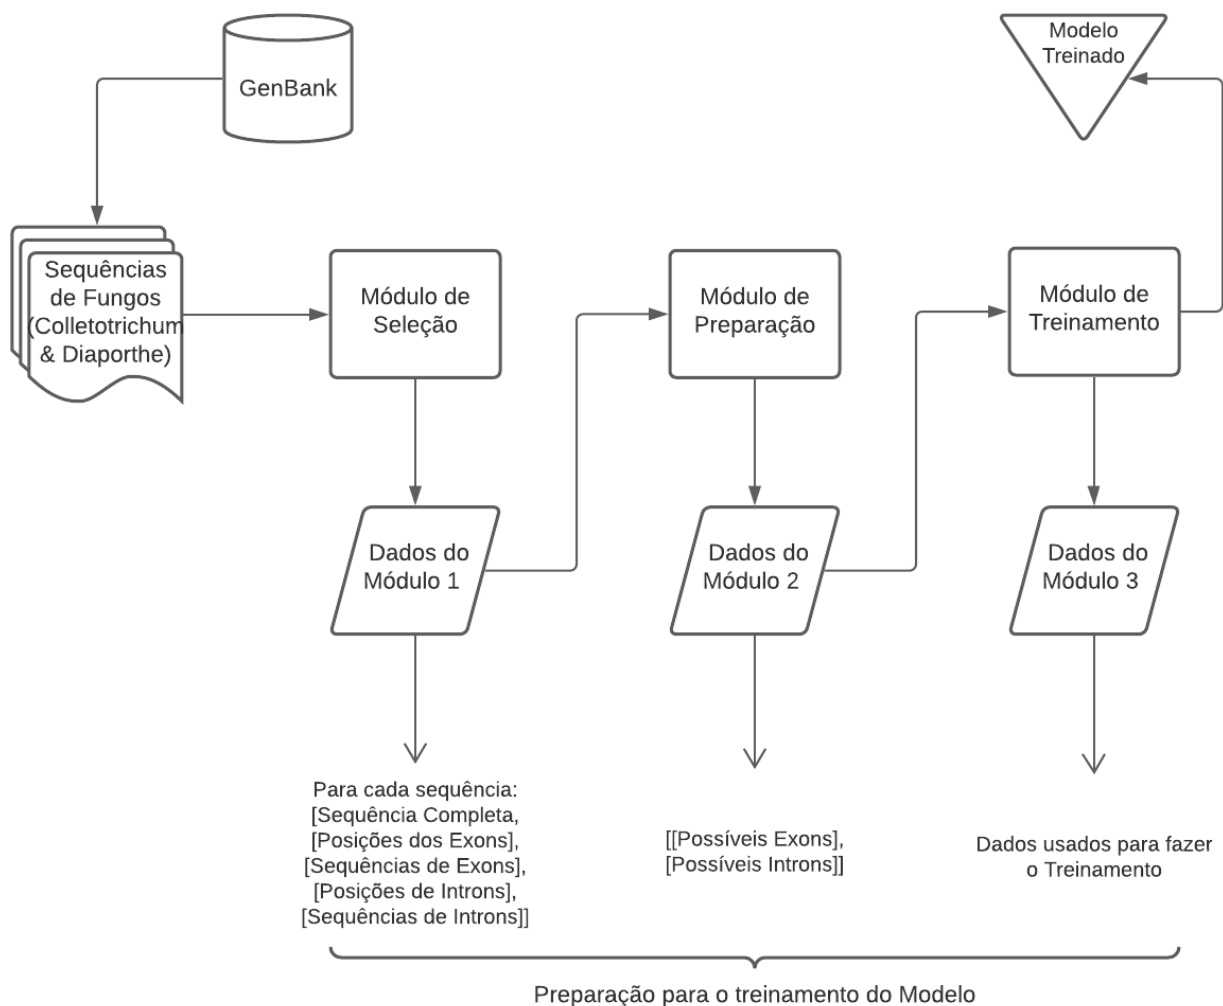 GenBank
Modelo
Treinado
Sequências
de Fungos
(Colletotrichum
& Diaporthe)
Módulo de
Seleção
Módulo de
Preparação
Módulo de
Treinamento
Dados do
Módulo 1
Dados do
Módulo 2
Dados do
Módulo 3
Para cada sequência:
[Sequência Completa,
[Posições dos Exons],
[Sequências de Exons],
[Posições de Introns],
[Sequências de Introns]]
[[Possíveis Exons],
[Possíveis Introns]]
Dados usados para fazer
o Treinamento
Preparação para o treinamento do Modelo